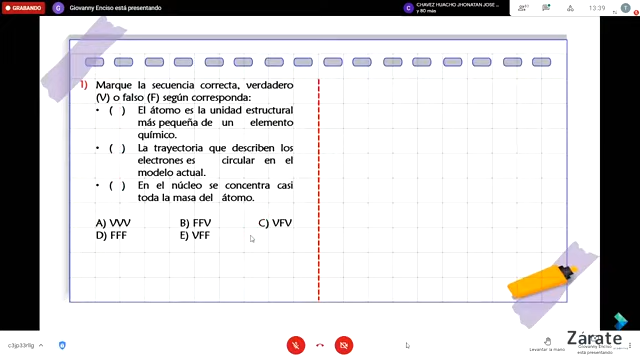 GRABANDO
G Giovanny Enciso está presentando
C CHAVEZ HUACHO JHONATAN JOSE
y 80 más
13:39
T
1) Marque la secuencia correcta, verdadero
(V) o falso (F) según corresponda:
• ( ) El átomo es la unidad estructural
más pequeña de un elemento
químico.
• ( ) La trayectoria que describen los
electrones es circular en el
modelo actual.
• ( ) En el núcleo se concentra casi
toda la masa del átomo.
A) VVV B) FFV C) VFV
D) FFF E) VFF
c3jp33rllg
Levantar la mano
Giovanny Enciso
está presentando
Zárate